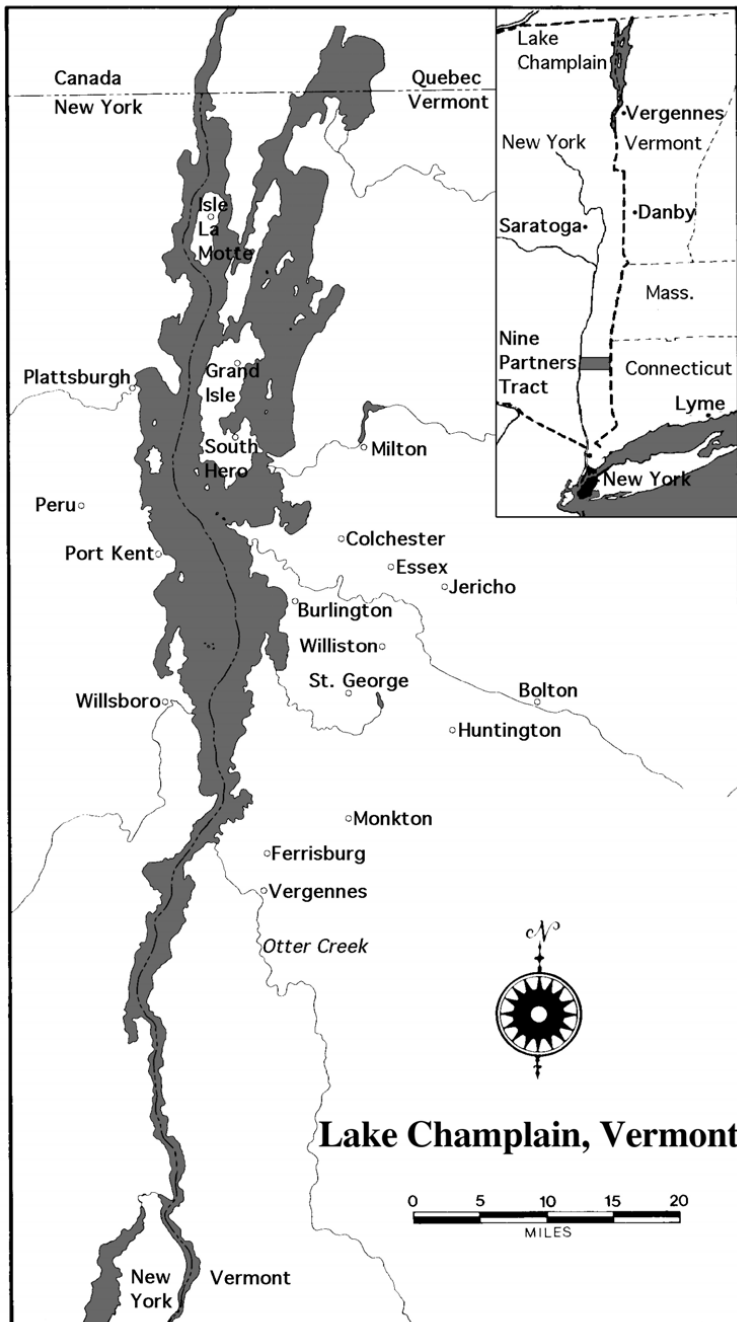 Canada
New York
Quebec
Vermont
Isle
La
Motte
Plattsburgh
Grand
Isle
South
Hero
Milton
Peru
Port Kent
Colchester
Essex
Jericho
Burlington
Williston
St. George
Bolton
Willsboro
Huntington
Monkton
Ferrisburg
Vergennes
Otter Creek
N
Lake Champlain, Vermont
0 5 10 15 20
MILES
New
York
Vermont
Lake
Champlain
Vergennes
New York
Vermont
Danby
Saratoga
Mass.
Nine
Partners
Tract
Connecticut
Lyme
New York